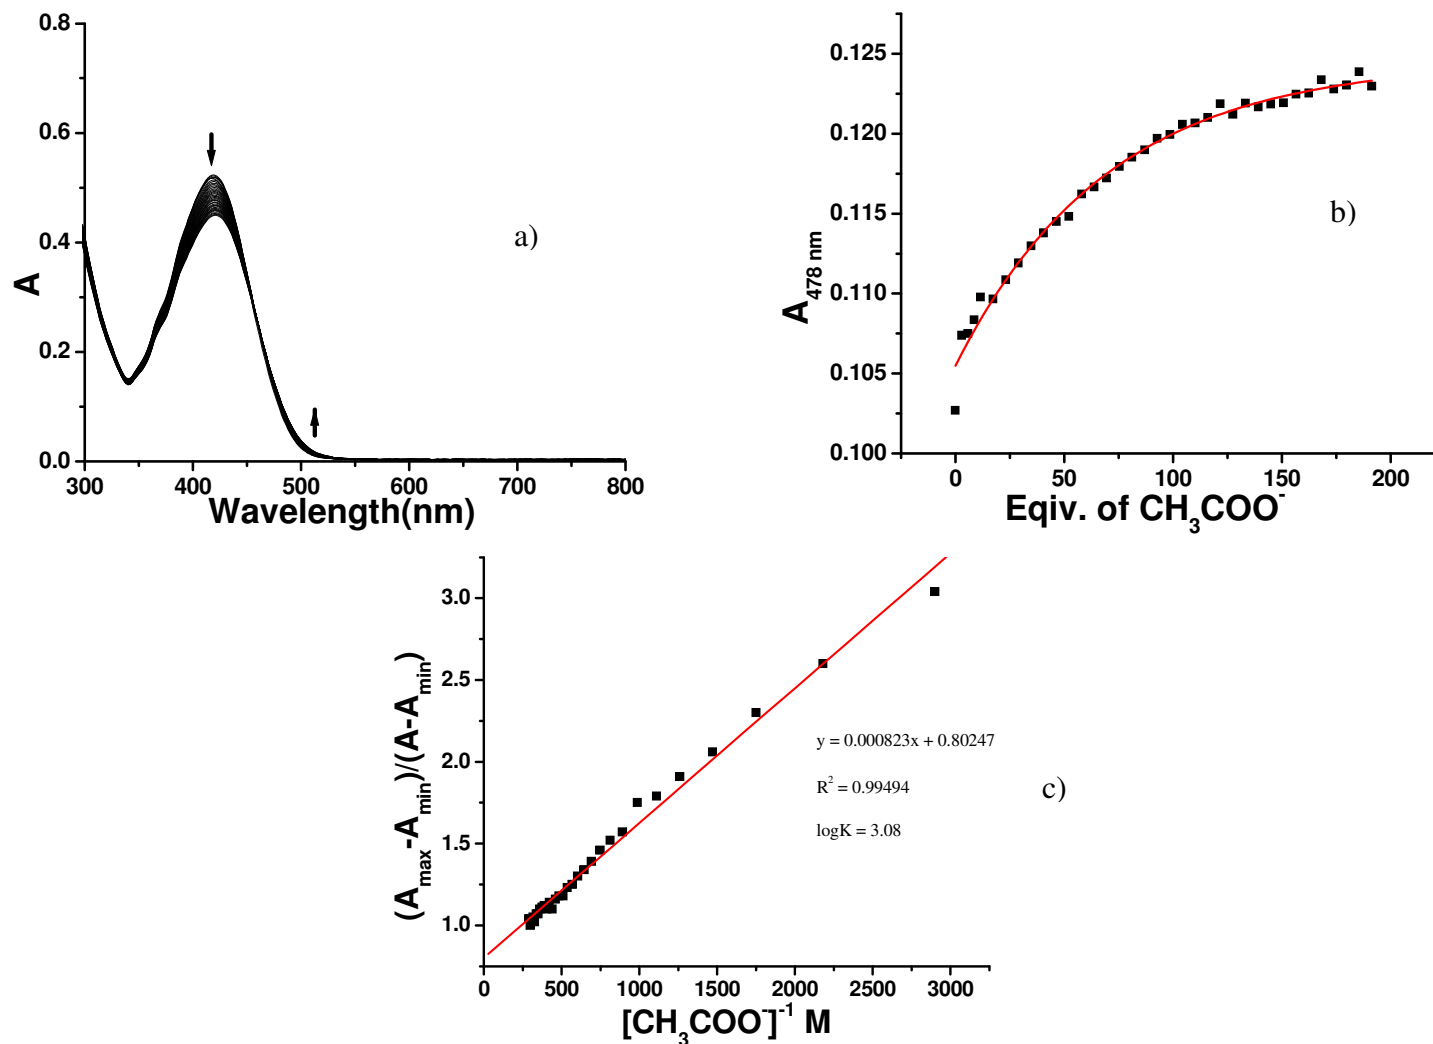 0.8
0.6
0.4
0.2
0.0
A
300 400 500 600 700 800
Wavelength(nm)
a)
0.125
0.120
0.115
0.110
0.105
0.100
A478 nm
0 50 100 150 200
Eqiv. of CH3COO-
b)
3.0
2.5
2.0
1.5
1.0
(Amax-Amin)/(A-Amin)
y = 0.000823x + 0.80247
R2 = 0.99494
logK = 3.08
c)
0 500 1000 1500 2000 2500 3000
[CH3COO-]-1 M